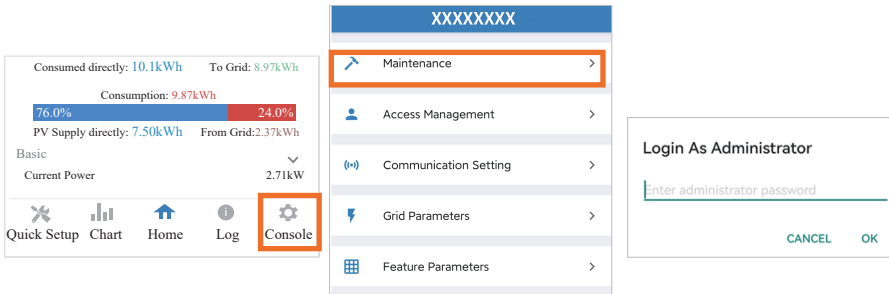 Consumed directly: 10.1kWh To Grid: 8.97kWh
Consumption: 9.87kWh
76.0% 24.0%
PV Supply directly: 7.50kWh From Grid:2.37kWh
Basic
Current Power 2.71kW
Quick Setup Chart Home Log Console
XXXXXXXX
Maintenance
Access Management
Communication Setting
Grid Parameters
Feature Parameters
Login As Administrator
Enter administrator password
CANCEL OK